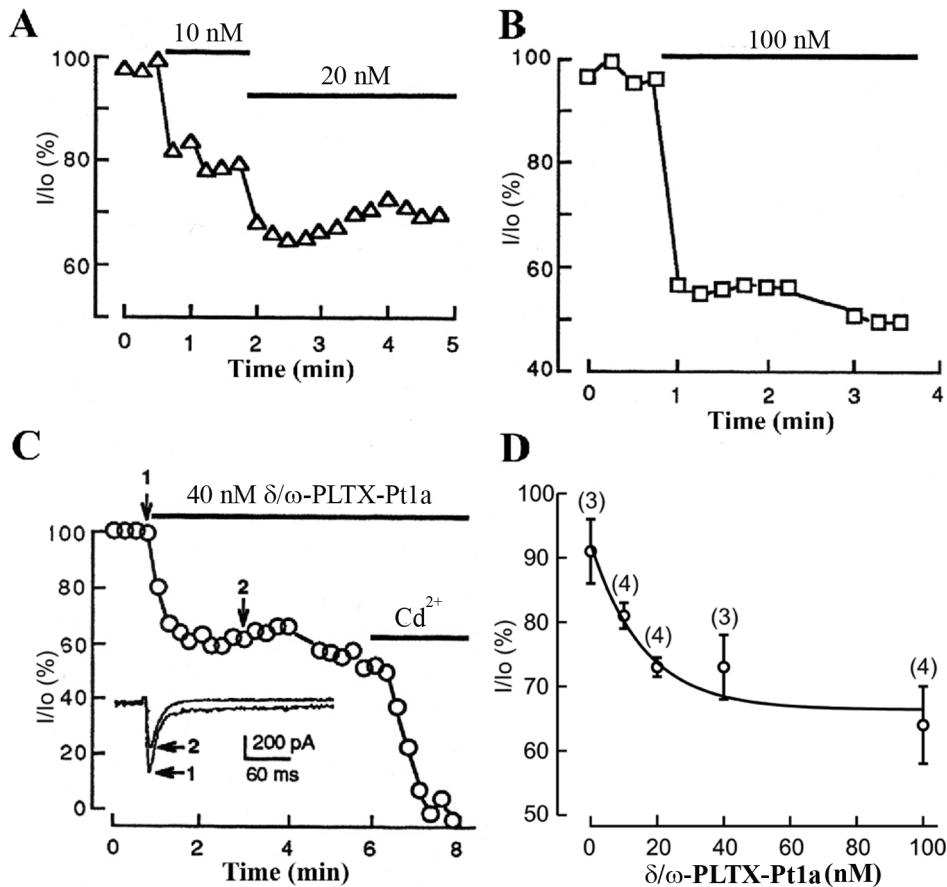 A
10 nM
20 nM
100
80
60
I/Io (%)
0 1 2 3 4 5
Time (min)
B
100 nM
100
80
60
40
I/Io (%)
0 1 2 3 4
Time (min)
C
1
40 nM δ/ω-PLTX-Pt1a
2
Cd²⁺
100
80
60
40
20
0
I/Io (%)
2
1
200 pA
60 ms
0 2 4 6 8
Time (min)
D
100
90
80
70
60
50
I/Io (%)
(3)
(4)
(4)
(3)
(4)
0 20 40 60 80 100
δ/ω-PLTX-Pt1a (nM)